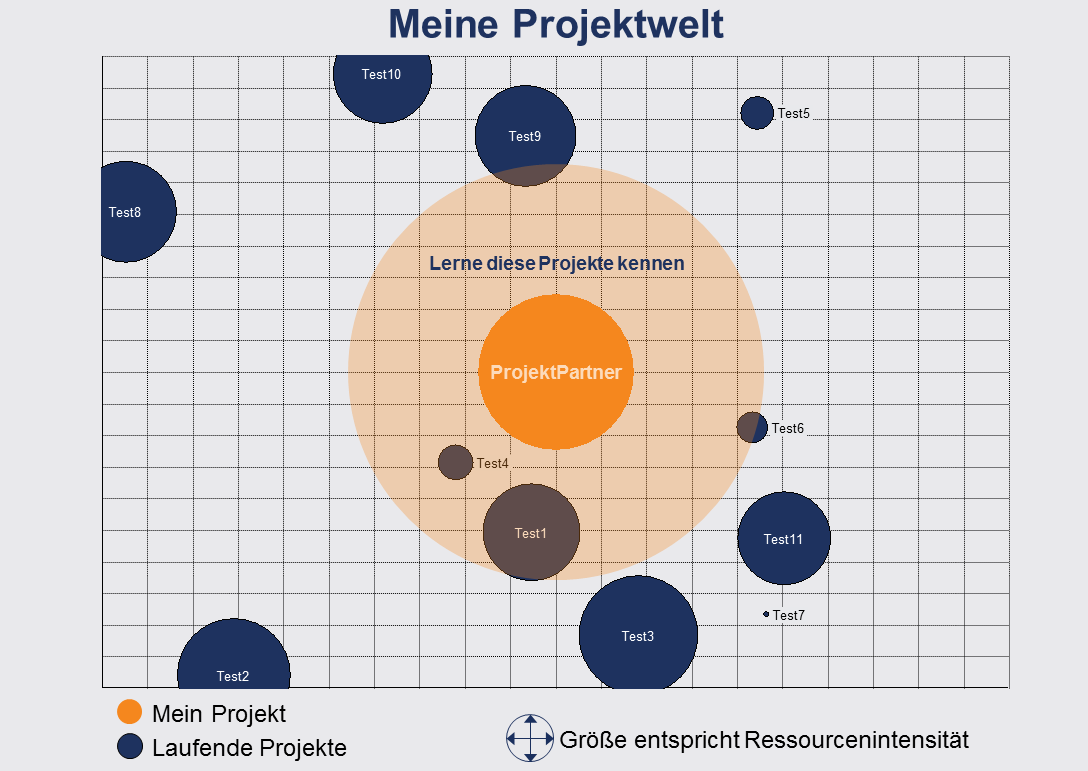 Meine Projektwelt
Test10
Test9
Test5
Test8
Lerne diese Projekte kennen
ProjektPartner
Test6
Test4
Test1
Test11
Test7
Test3
Test2
Mein Projekt
Laufende Projekte
Größe entspricht Ressourcenintensität